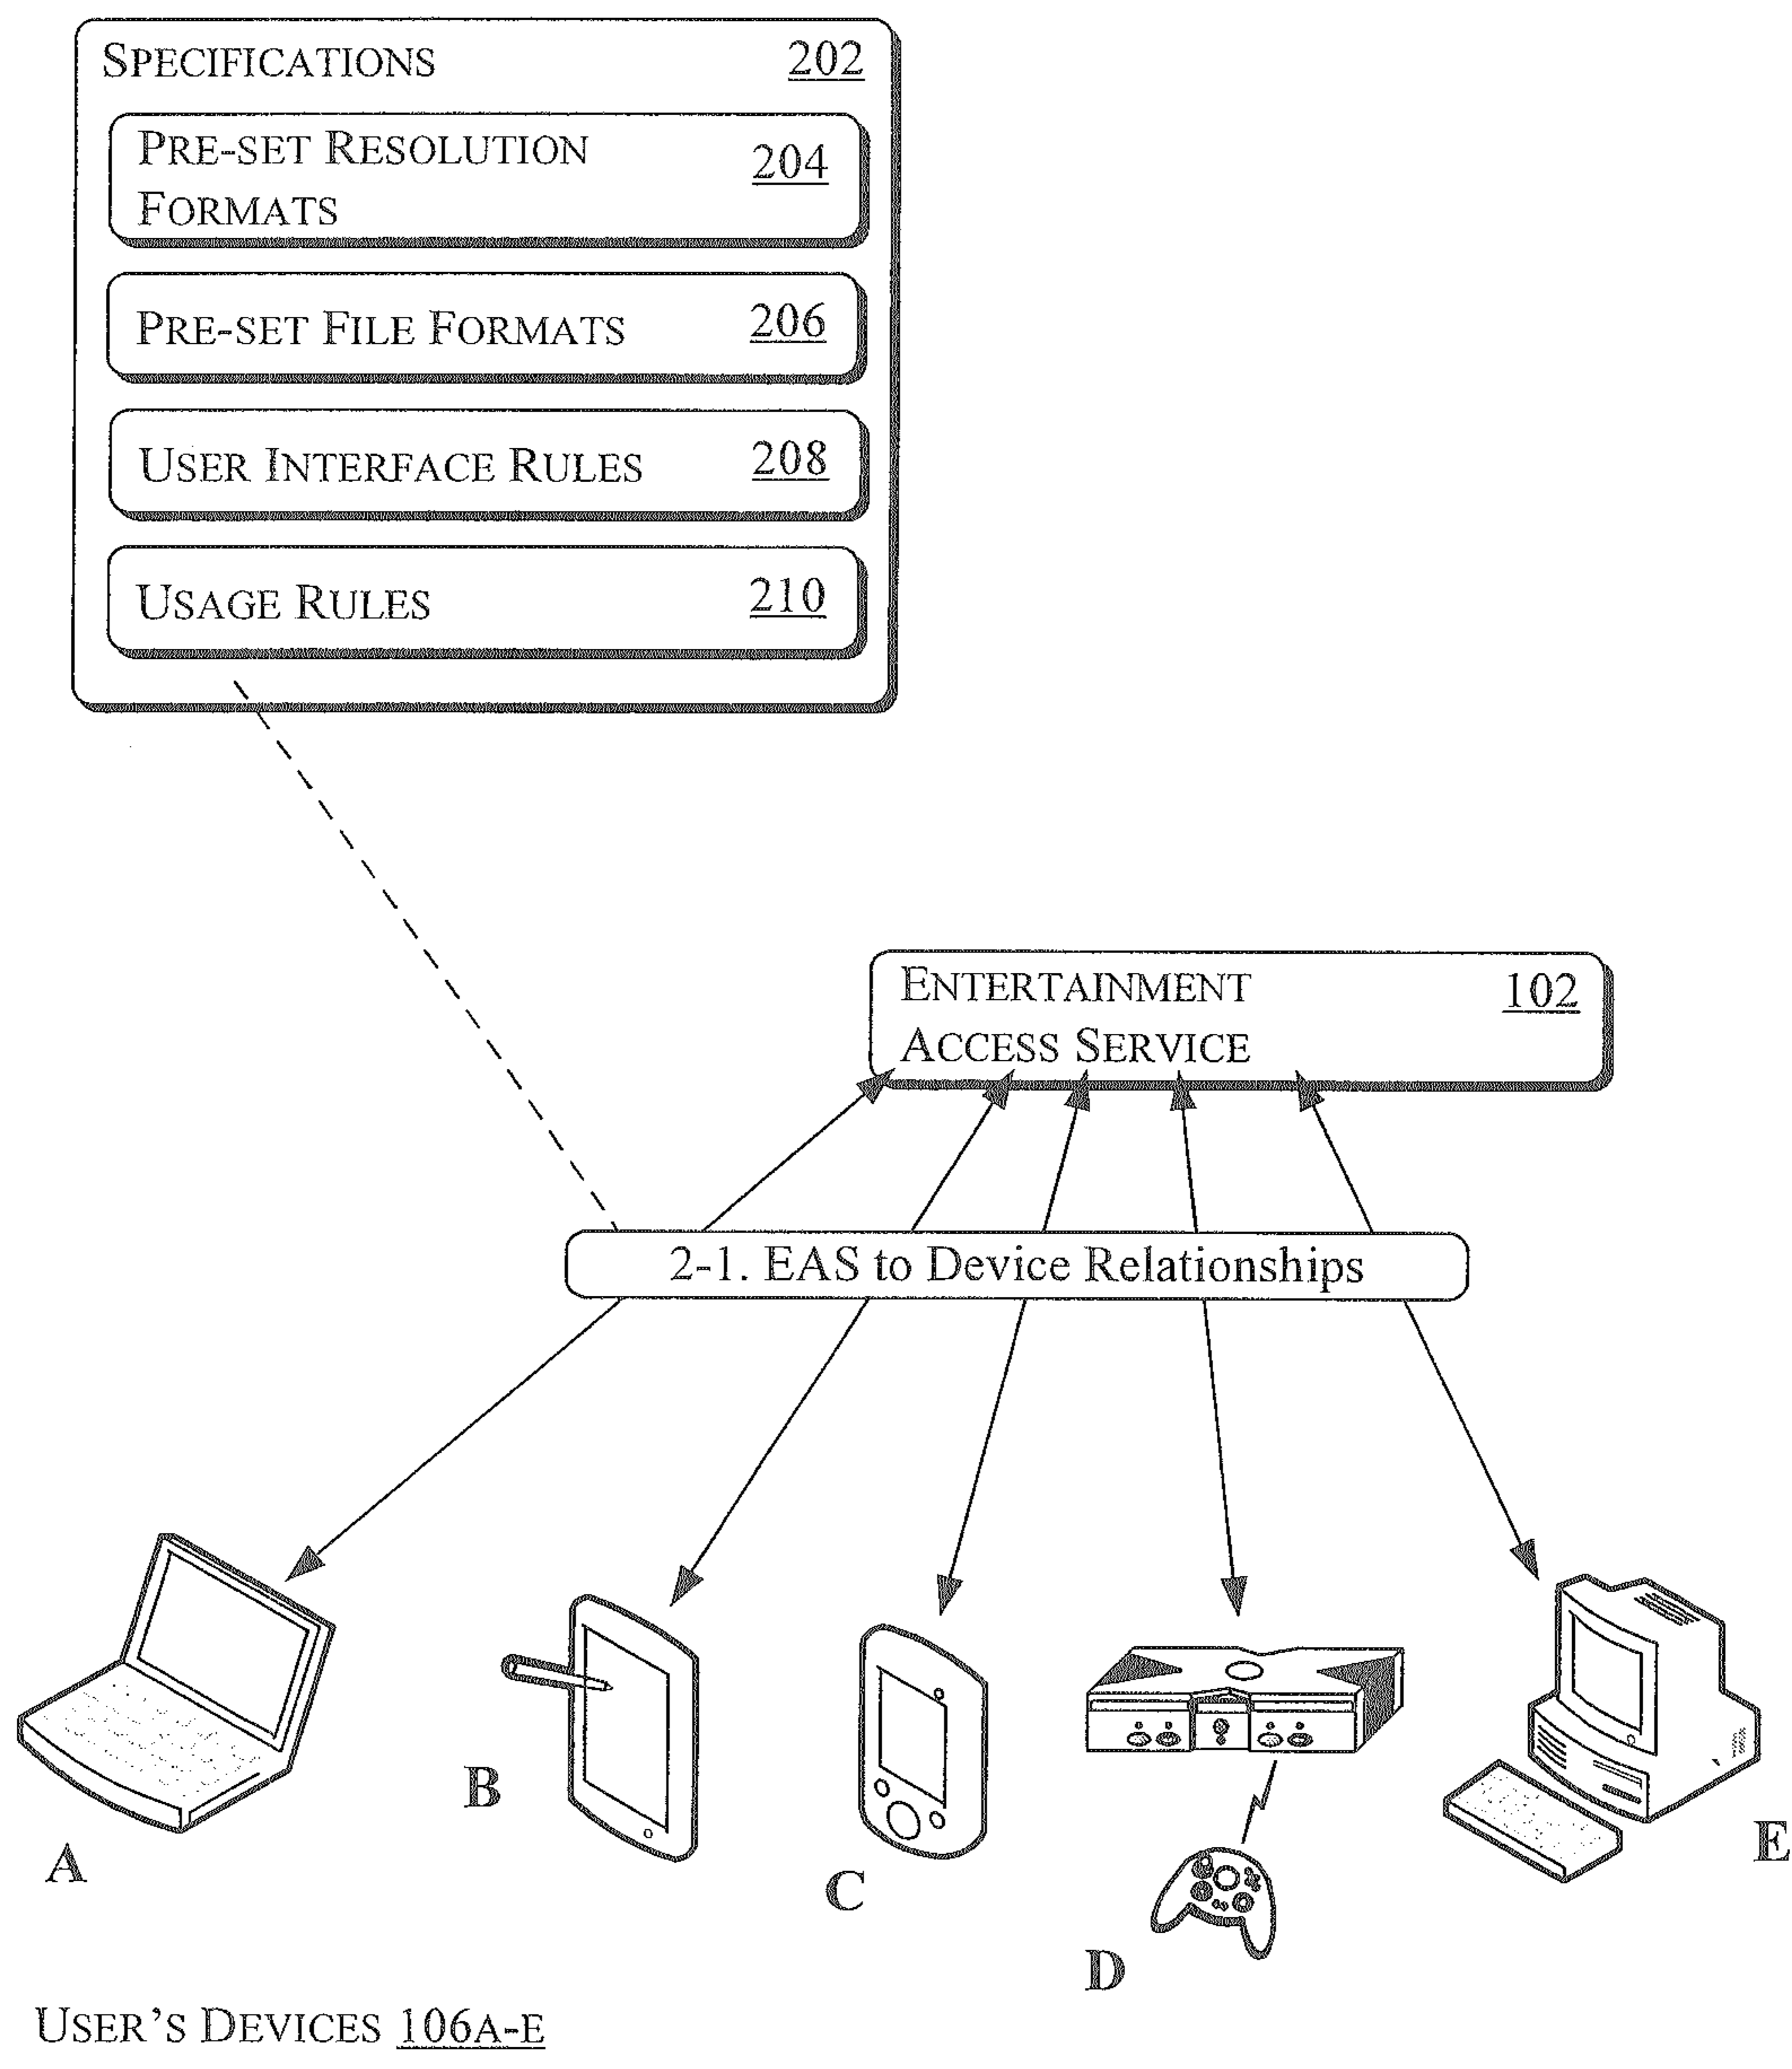 SPECIFICATIONS 202
PRE-SET RESOLUTION 204
FORMATS
PRE-SET FILE FORMATS 206
USER INTERFACE RULES 208
USAGE RULES 210
ENTERTAINMENT 102
ACCESS SERVICE
2-1. EAS to Device Relationships
A
B
C
D
E
USER'S DEVICES 106A-E